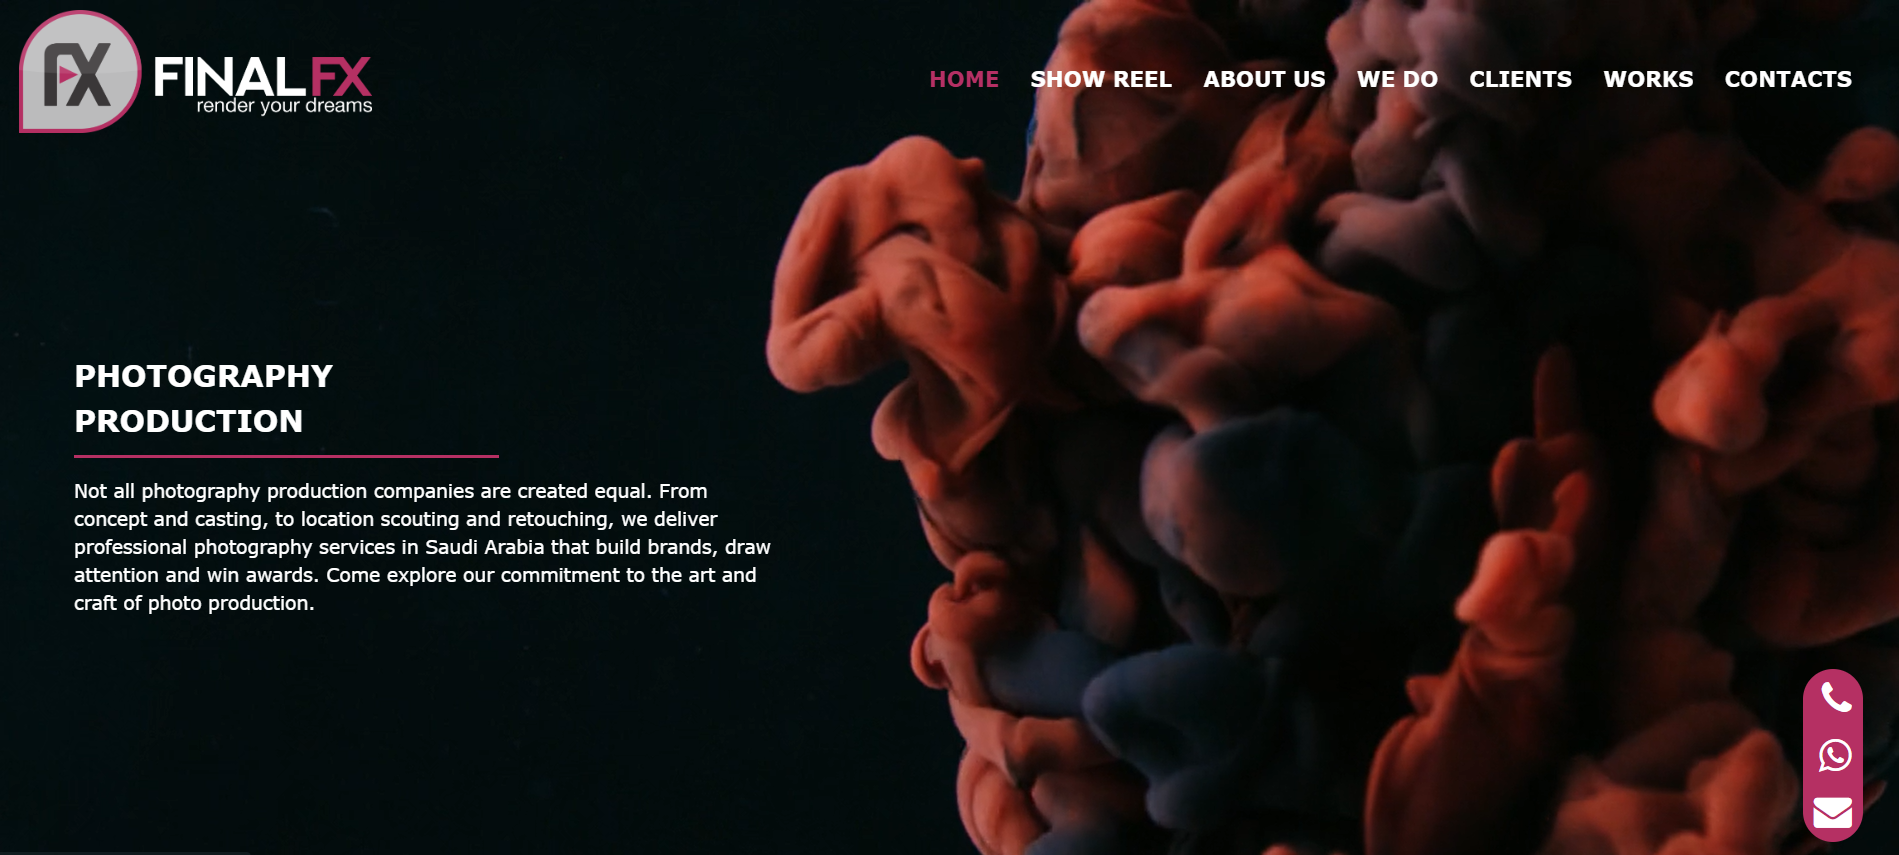 FX
FINALFX
render your dreams
HOME SHOW REEL ABOUT US WE DO CLIENTS WORKS CONTACTS
PHOTOGRAPHY
PRODUCTION
Not all photography production companies are created equal. From
concept and casting, to location scouting and retouching, we deliver
professional photography services in Saudi Arabia that build brands, draw
attention and win awards. Come explore our commitment to the art and
craft of photo production.